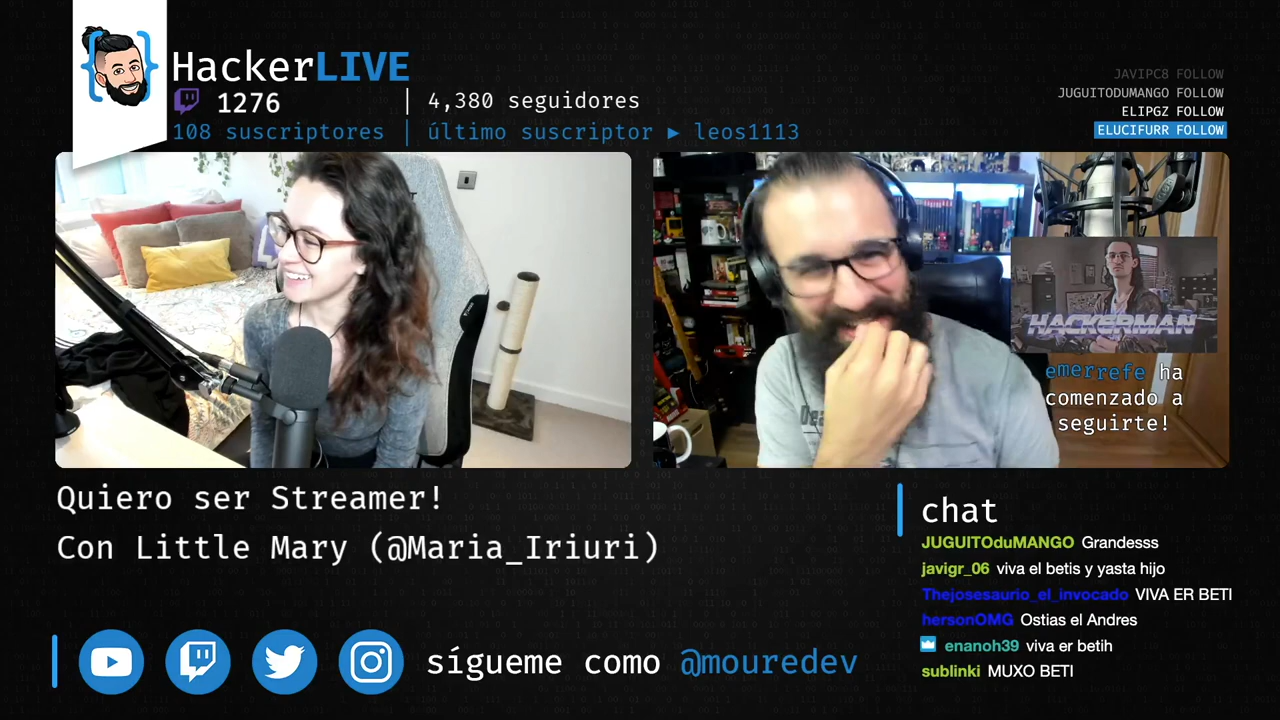 HackerLIVE
1276 | 4,380 seguidores
108 suscriptores | último suscriptor ▶ leos1113
JAVIPC8 FOLLOW
JUGUITODUMANGO FOLLOW
ELIPGZ FOLLOW
ELUCIFURR FOLLOW
HACKERMAN
emerrefe ha
comenzado a
seguirte!
Quiero ser Streamer!
Con Little Mary (@Maria_Iriuri)
chat
JUGUITOduMANGO Grandesss
javigr_06 viva el betis y yasta hijo
Thejosesaurio_el_invocado VIVA ER BETI
hersonOMG Ostias el Andres
enanoh39 viva er betih
sublinki MUXO BETI
sígueme como @mouredev